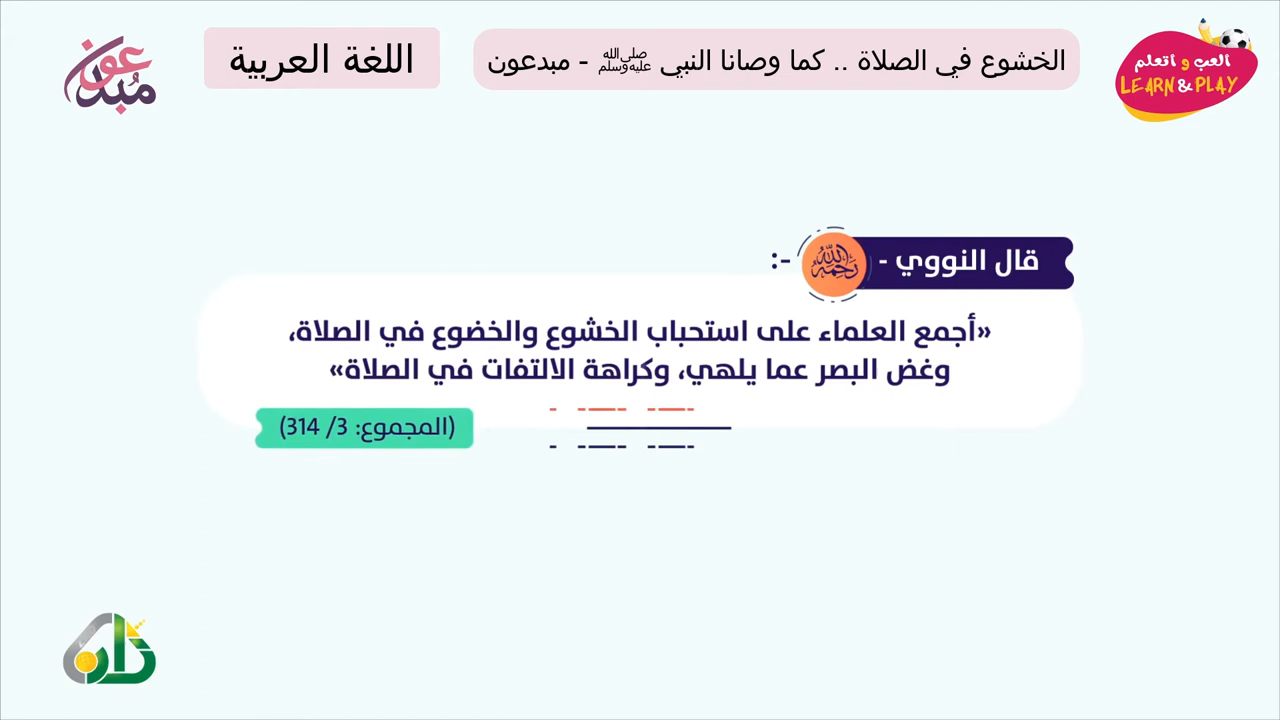 العب و اتعلم
LEARN & PLAY
الخشوع في الصلاة .. كما وصانا النبي ﷺ - مبدعون
اللغة العربية
مبدعون
قال النووي - رحمه الله -:
«أجمع العلماء على استحباب الخشوع والخضوع في الصلاة،
وغض البصر عما يلهي، وكراهة الالتفات في الصلاة»
(المجموع: 3/ 314)